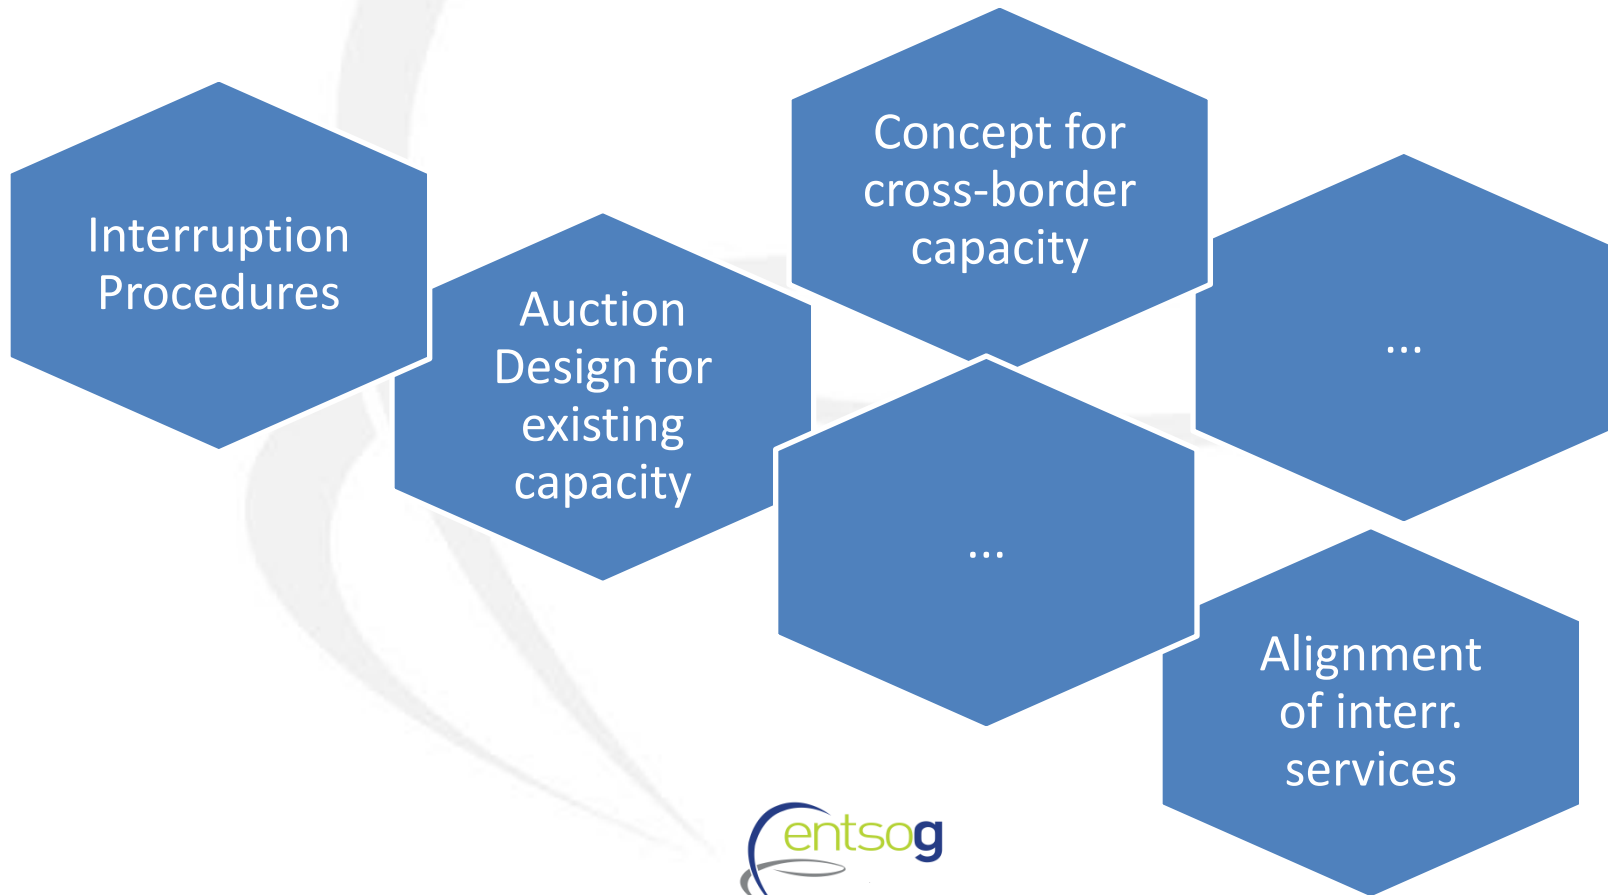 Interruption
Procedures
Auction
Design for
existing
capacity
Concept for
cross-border
capacity
...
...
Alignment
of interr.
services
entsog